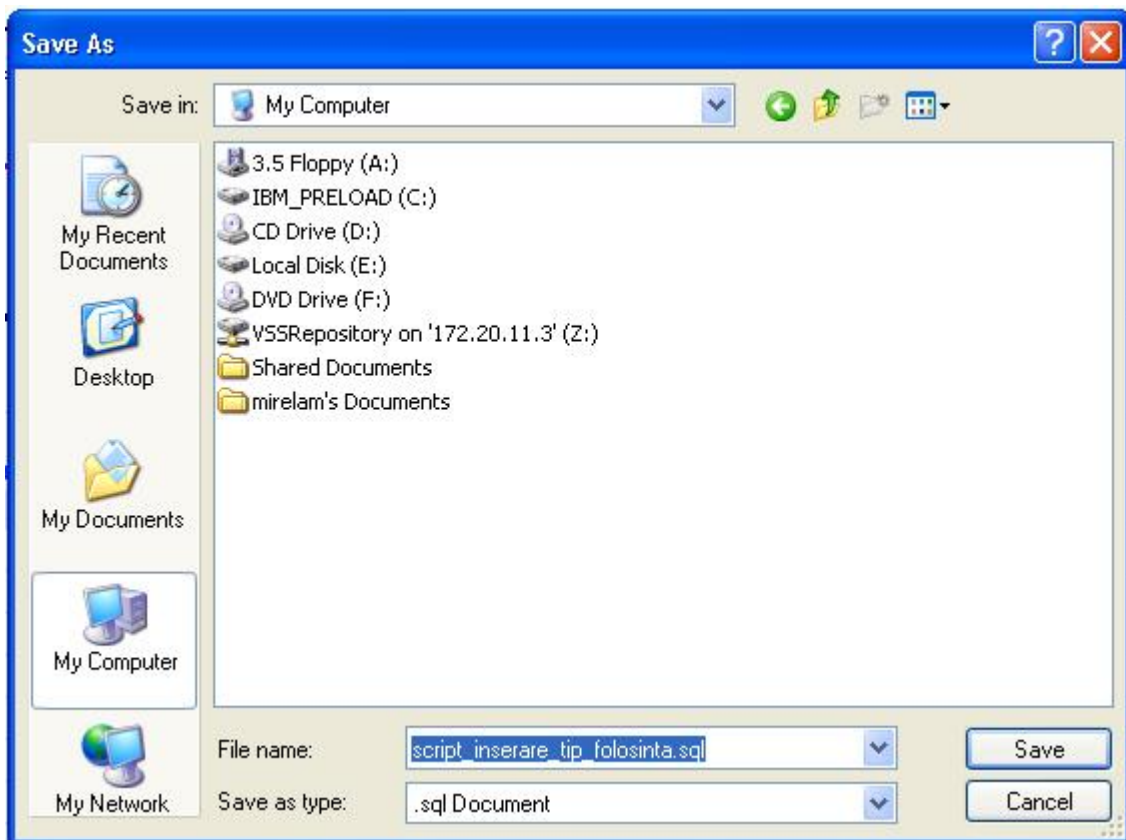 Save As
Save in:
My Computer
3.5 Floppy (A:)
IBM_PRELOAD (C:)
CD Drive (D:)
Local Disk (E:)
DVD Drive (F:)
VSSRepository on '172.20.11.3' (Z:)
Shared Documents
mirelam's Documents
My Recent
Documents
Desktop
My Documents
My Computer
My Network
File name:
script_inserare_tip_folosinta.sql
Save
Save as type:
.sql Document
Cancel